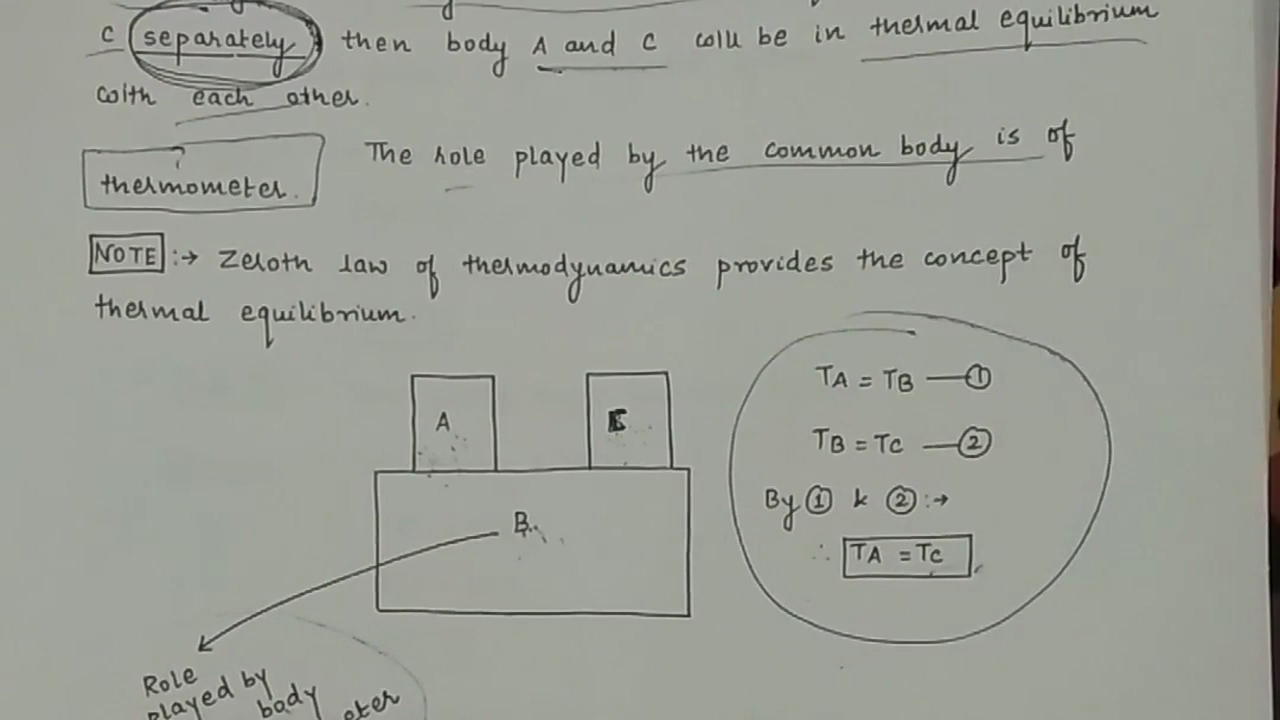 C separately then body A and C will be in thermal equilibrium
with each other.
The role played by the common body is of
thermometer.
NOTE :→ Zeroth law of thermodynamics provides the concept of
thermal equilibrium.
A
C
B
TA = TB —①
TB = TC —②
By ① & ② :→
∴ TA = TC
Role
played by
body
eter